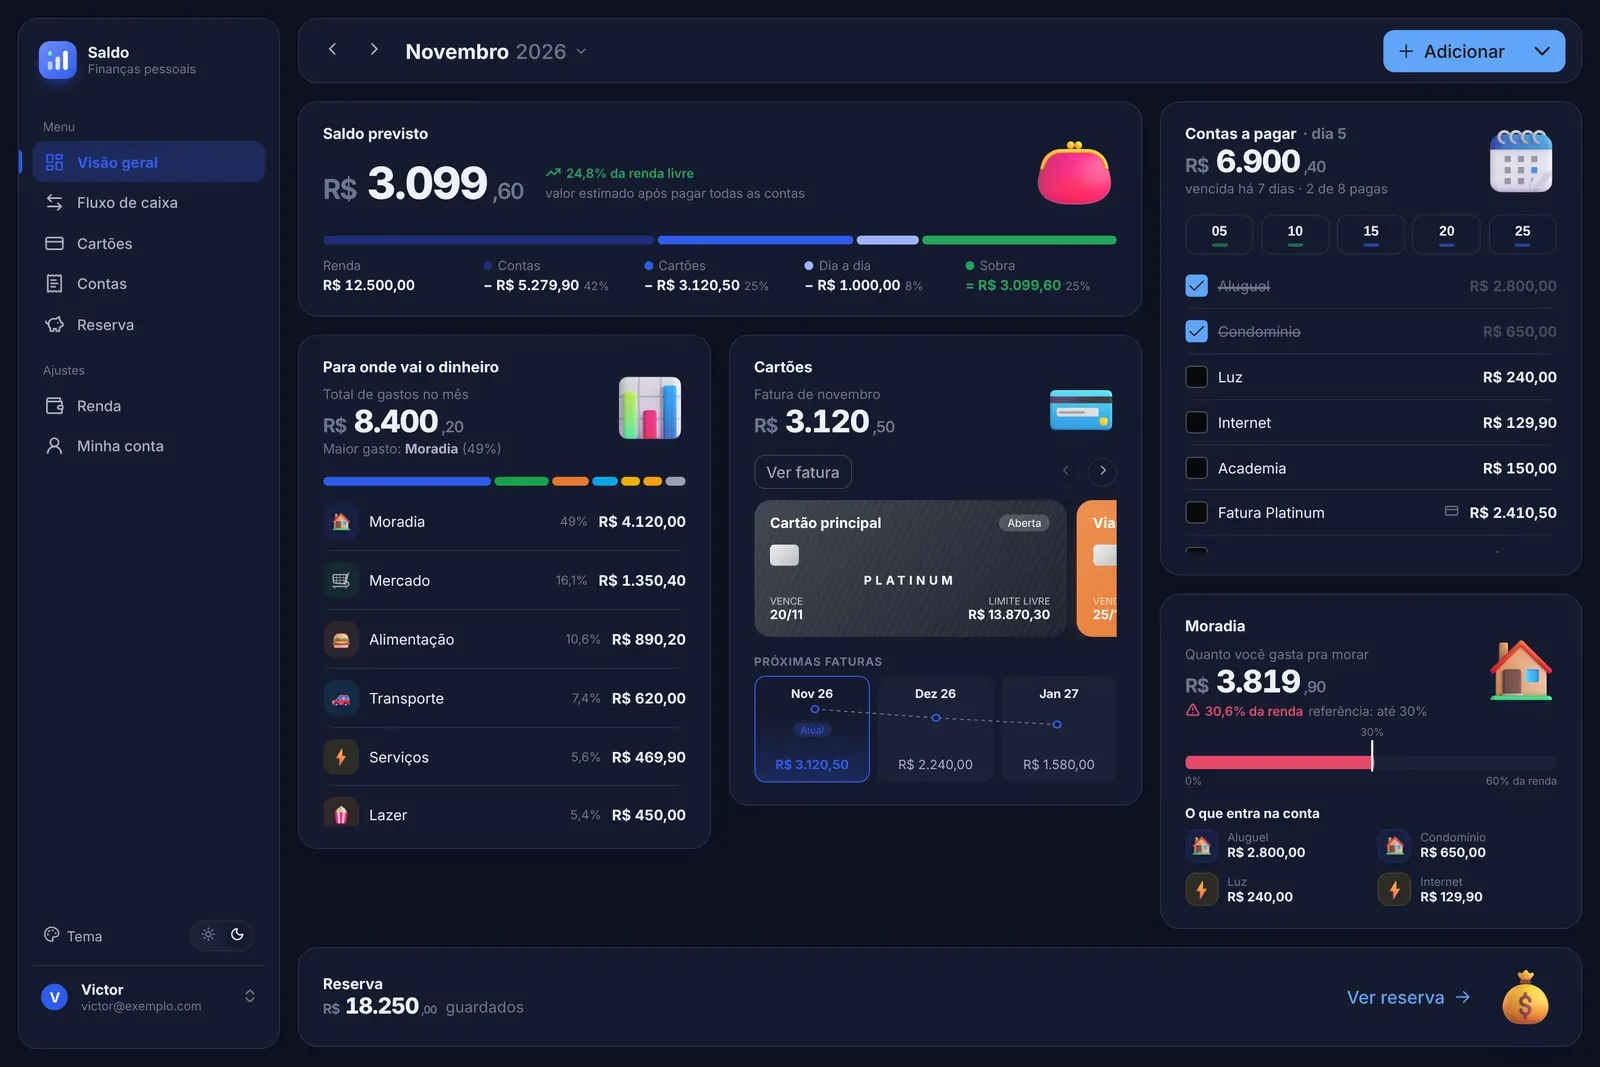 Saldo
Finanças pessoais
Menu
Visão geral
Fluxo de caixa
Cartões
Contas
Reserva
Ajustes
Renda
Minha conta
Tema
V
Victor
victor@exemplo.com
Novembro 2026
Adicionar
Saldo previsto
R$ 3.099,60
24,8% da renda livre
valor estimado após pagar todas as contas
Renda
R$ 12.500,00
Contas
– R$ 5.279,90 42%
Cartões
– R$ 3.120,50 25%
Dia a dia
– R$ 1.000,00 8%
Sobra
= R$ 3.099,60 25%
Para onde vai o dinheiro
Total de gastos no mês
R$ 8.400,20
Maior gasto: Moradia (49%)
Moradia 49% R$ 4.120,00
Mercado 16,1% R$ 1.350,40
Alimentação 10,6% R$ 890,20
Transporte 7,4% R$ 620,00
Serviços 5,6% R$ 469,90
Lazer 5,4% R$ 450,00
Cartões
Fatura de novembro
R$ 3.120,50
Ver fatura
Cartão principal Aberta
PLATINUM
VENCE
20/11
LIMITE LIVRE
R$ 13.870,30
Via
VENC
25/
PRÓXIMAS FATURAS
Nov 26
Atual
R$ 3.120,50
Dez 26
R$ 2.240,00
Jan 27
R$ 1.580,00
Contas a pagar · dia 5
R$ 6.900,40
vencida há 7 dias · 2 de 8 pagas
05 10 15 20 25
Aluguel R$ 2.800,00
Condomínio R$ 650,00
Luz R$ 240,00
Internet R$ 129,90
Academia R$ 150,00
Fatura Platinum R$ 2.410,50
Moradia
Quanto você gasta pra morar
R$ 3.819,90
30,6% da renda referência: até 30%
30%
0% 60% da renda
O que entra na conta
Aluguel
R$ 2.800,00
Condomínio
R$ 650,00
Luz
R$ 240,00
Internet
R$ 129,90
Reserva
R$ 18.250,00 guardados
Ver reserva